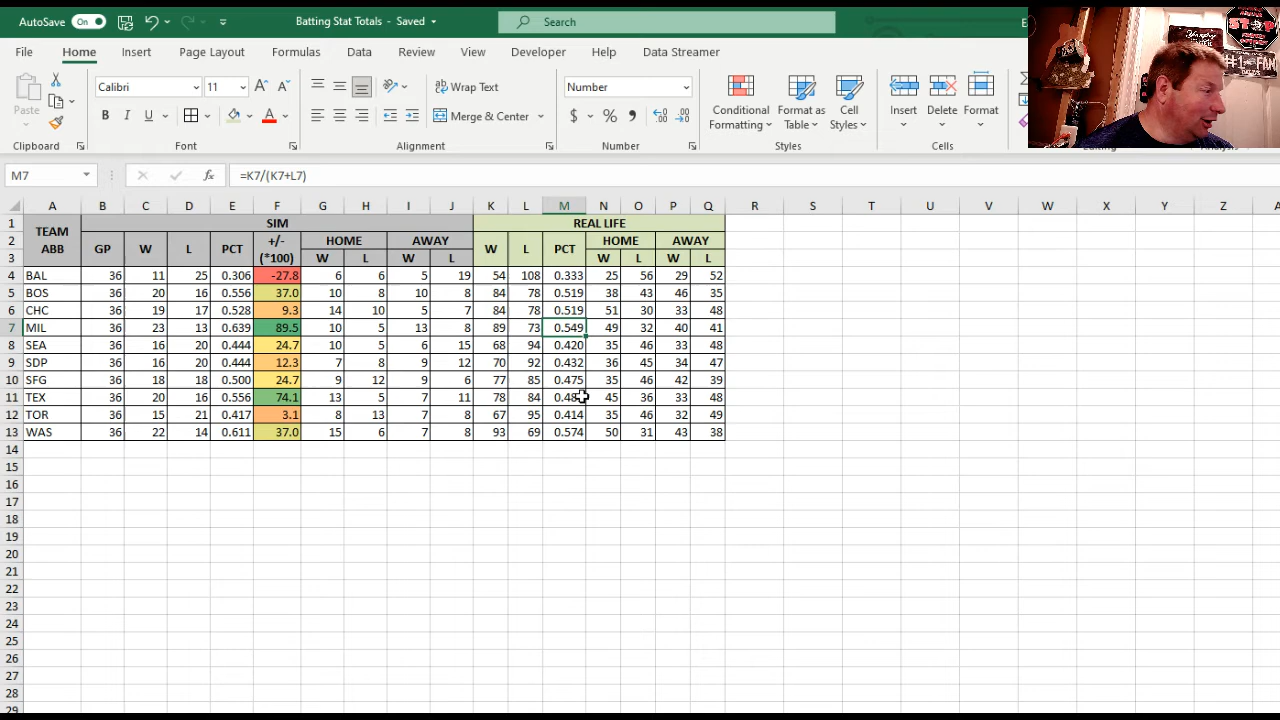 AutoSave On Batting Stat Totals - Saved Search
File Home Insert Page Layout Formulas Data Review View Developer Help Data Streamer
Paste Calibri 11 Wrap Text Number Conditional Formatting Format as Table Cell Styles Insert Delete Format
B I U A Merge & Center $ % 9
Clipboard Font Alignment Number Styles Cells
M7 fx =K7/(K7+L7)
A B C D E F G H I J K L M N O P Q R S T U V W X Y Z
1 TEAM ABB SIM REAL LIFE
2 GP W L PCT +/- (*100) HOME AWAY W L PCT HOME AWAY
3 W L W L W L W L
4 BAL 36 11 25 0.306 -27.8 6 6 5 19 54 108 0.333 25 56 29 52
5 BOS 36 20 16 0.556 37.0 10 8 10 8 84 78 0.519 38 43 46 35
6 CHC 36 19 17 0.528 9.3 14 10 5 7 84 78 0.519 51 30 33 48
7 MIL 36 23 13 0.639 89.5 10 5 13 8 89 73 0.549 49 32 40 41
8 SEA 36 16 20 0.444 24.7 10 5 6 15 68 94 0.420 35 46 33 48
9 SDP 36 16 20 0.444 12.3 7 8 9 12 70 92 0.432 36 45 34 47
10 SFG 36 18 18 0.500 24.7 9 12 9 6 77 85 0.475 35 46 42 39
11 TEX 36 20 16 0.556 74.1 13 5 7 11 78 84 45 36 33 48
12 TOR 36 15 21 0.417 3.1 8 13 7 8 67 95 0.414 35 46 32 49
13 WAS 36 22 14 0.611 37.0 15 6 7 8 93 69 0.574 50 31 43 38
14
15
16
17
18
19
20
21
22
23
24
25
26
27
28
29
#1 FAN